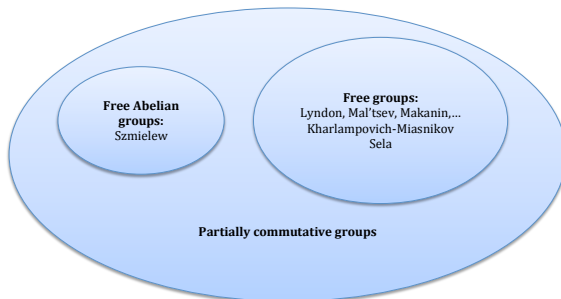 Free Abelian
groups:
Szmielew
Free groups:
Lyndon, Mal'tsev, Makanin,...
Kharlampovich-Miasnikov
Sela
Partially commutative groups